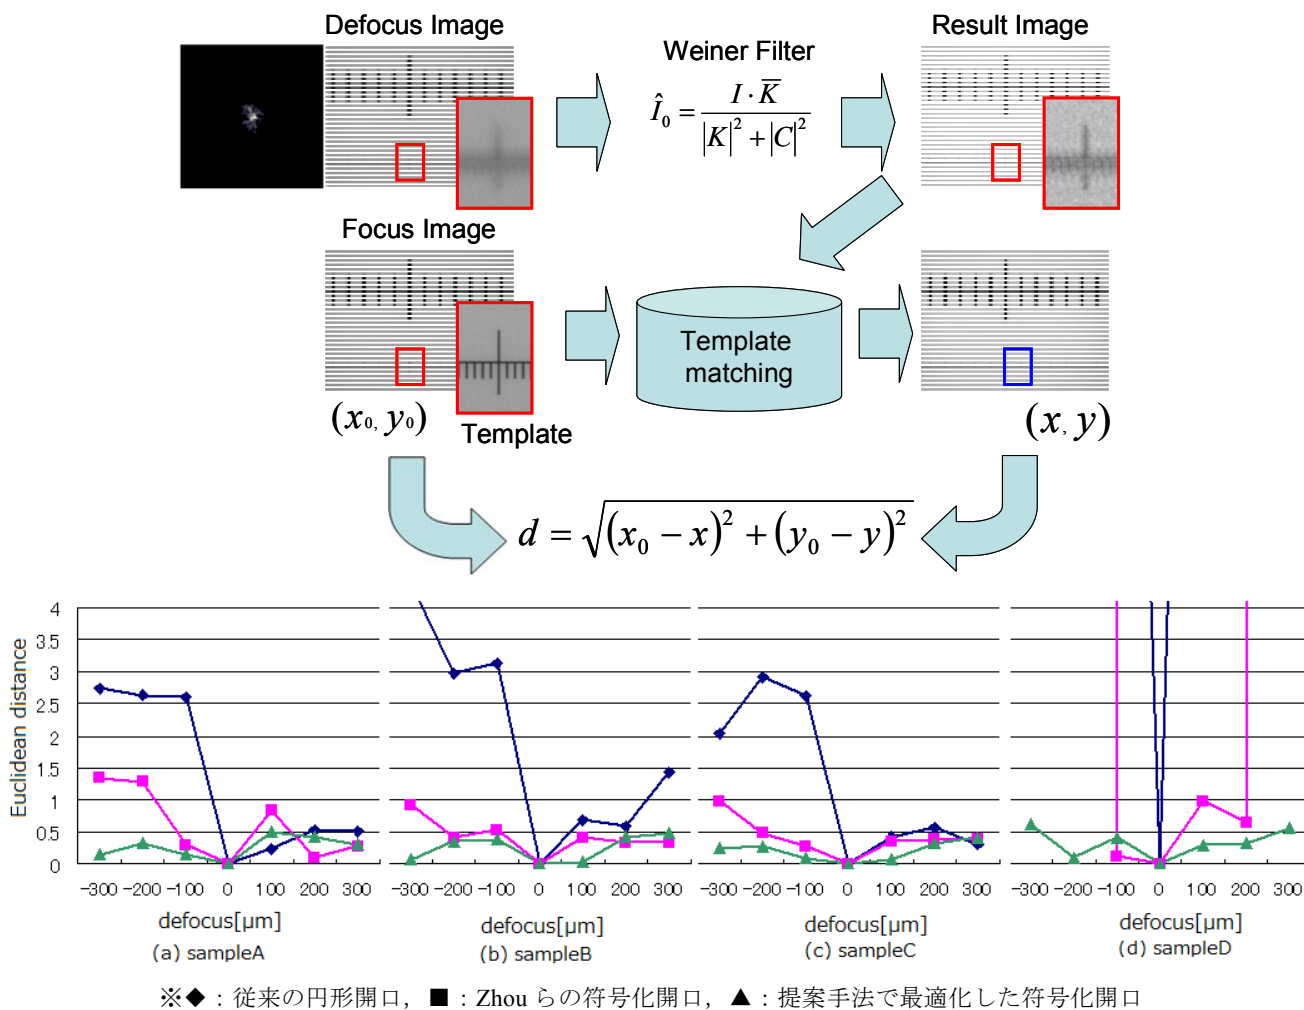 Defocus Image
Weiner Filter
Result Image
Î₀ = I · K̅ / |K|² + |C|²
Focus Image
Template matching
(x₀, y₀)
Template
(x, y)
d = √(x₀ − x)² + (y₀ − y)²
Euclidean distance
4
3.5
3
2.5
2
1.5
1
0.5
0
-300 -200 -100 0 100 200 300
-300 -200 -100 0 100 200 300
-300 -200 -100 0 100 200 300
-300 -200 -100 0 100 200 300
defocus[μm]
(a) sampleA
defocus[μm]
(b) sampleB
defocus[μm]
(c) sampleC
defocus[μm]
(d) sampleD
※◆：従来の円形開口，■：Zhou らの符号化開口，▲：提案手法で最適化した符号化開口